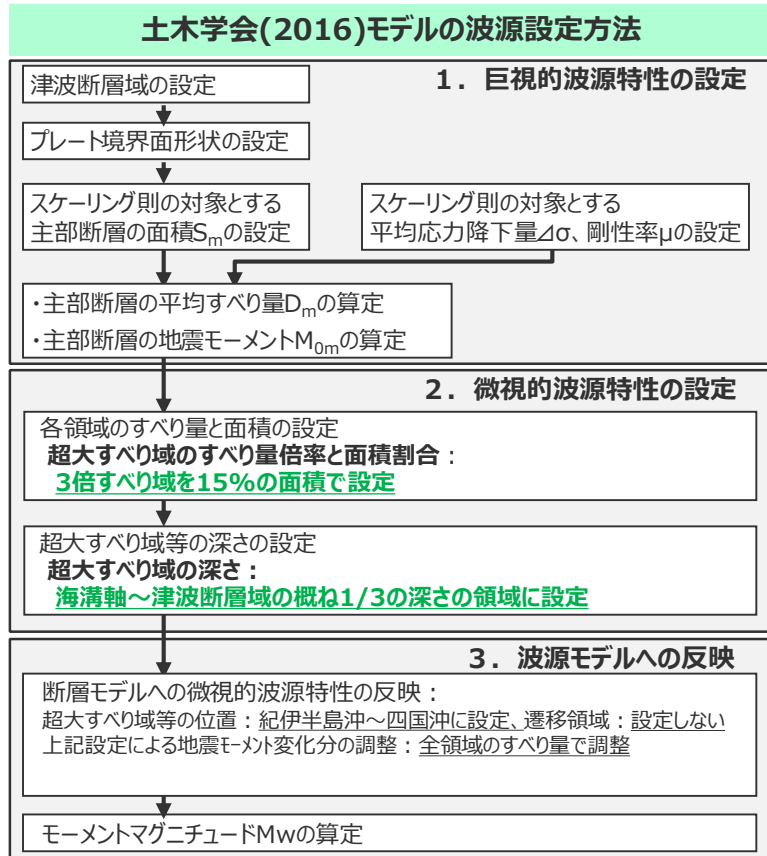 土木学会(2016)モデルの波源設定方法
1．巨視的波源特性の設定
津波断層域の設定
プレート境界面形状の設定
スケーリング則の対象とする
主部断層の面積Smの設定
スケーリング則の対象とする
平均応力降下量⊿σ、剛性率μの設定
・主部断層の平均すべり量Dmの算定
・主部断層の地震モーメントM0mの算定
2．微視的波源特性の設定
各領域のすべり量と面積の設定
超大すべり域のすべり量倍率と面積割合：
3倍すべり域を15%の面積で設定
超大すべり域等の深さの設定
超大すべり域の深さ：
海溝軸～津波断層域の概ね1/3の深さの領域に設定
3．波源モデルへの反映
断層モデルへの微視的波源特性の反映：
超大すべり域等の位置：紀伊半島沖～四国沖に設定、遷移領域：設定しない
上記設定による地震モーメント変化分の調整：全領域のすべり量で調整
モーメントマグニチュードMwの算定